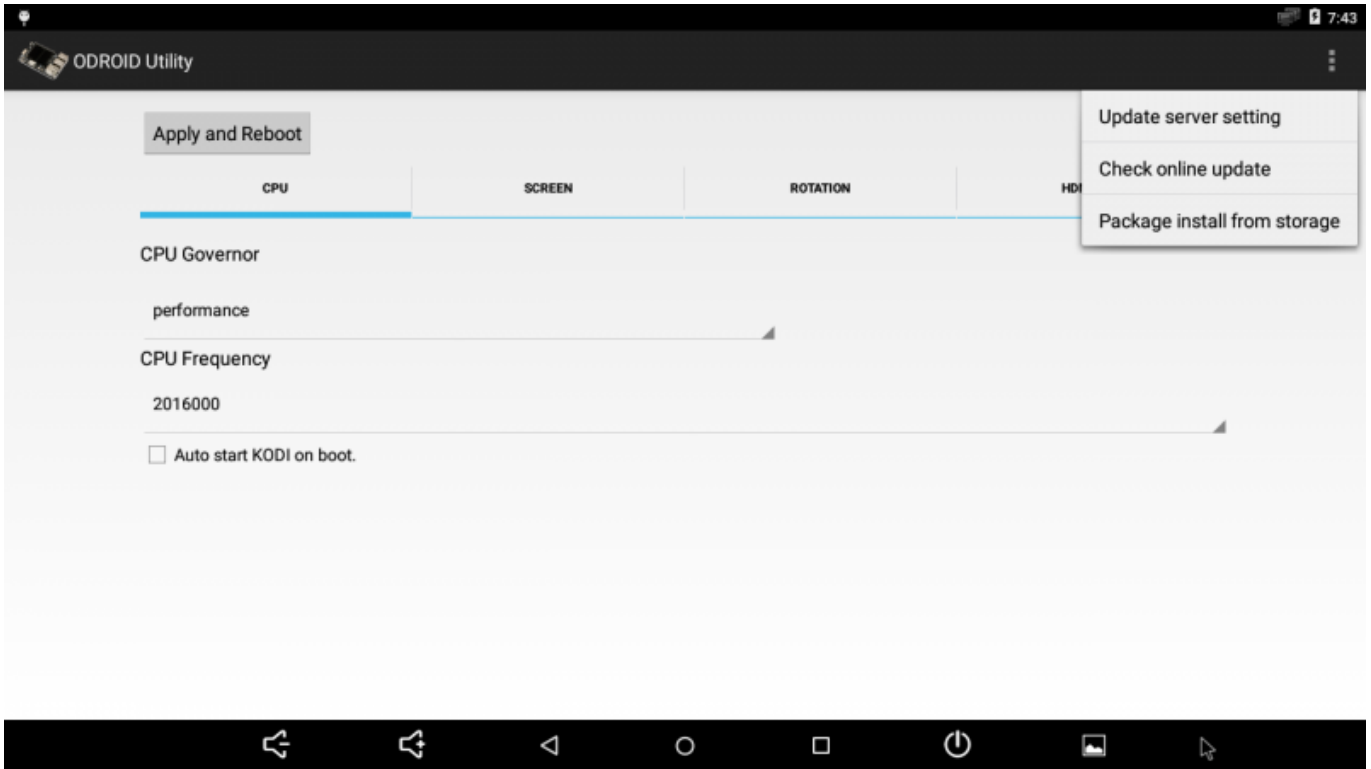 7:43
ODROID Utility
Update server setting
Check online update
Package install from storage
Apply and Reboot
CPU
SCREEN
ROTATION
CPU Governor
performance
CPU Frequency
2016000
Auto start KODI on boot.